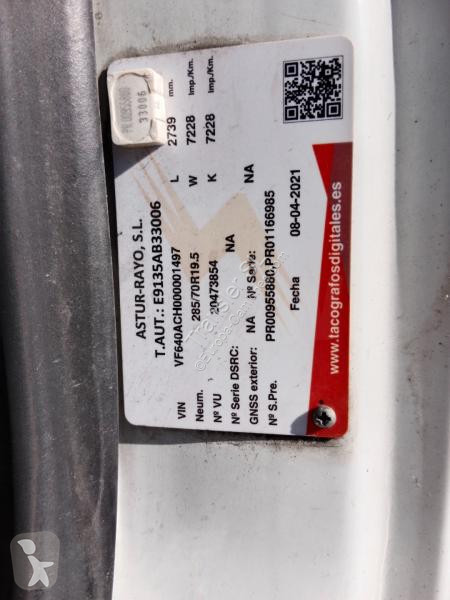 ASTUR-RAYO, S.L.
T.AUT.: E9135AB33006
VIN VF640ACH000001497 L 2739 mm.
Neum. 285/70R19.5 W 7228 Imp./Km.
Nº VU 20473854 K 7228 Imp./Km.
Nº Serie DSRC: NA
GNSS exterior: NA Nº Serie: NA
Nº S.Pre. PR00955880,PR01166985
Fecha 08-04-2021
www.tacografosdigitales.es
33006